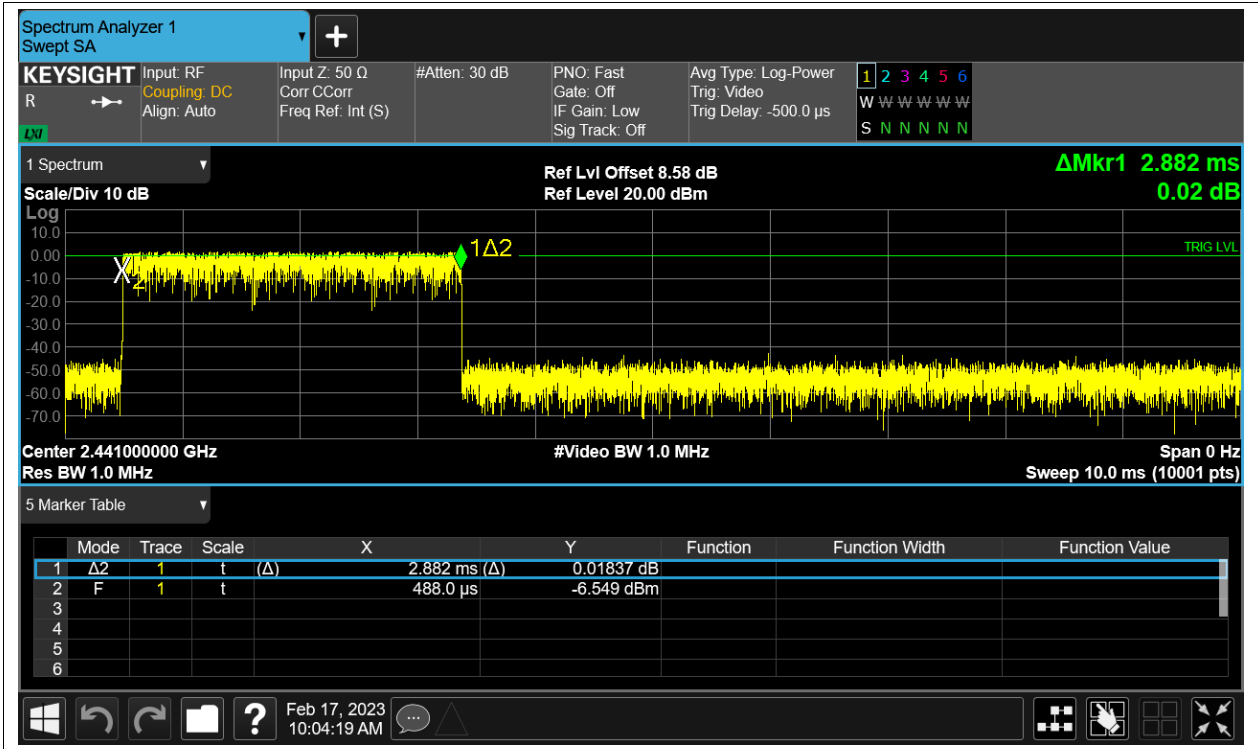 Spectrum Analyzer 1
Swept SA
KEYSIGHT Input: RF Input Z: 50 Ω #Atten: 30 dB PNO: Fast Avg Type: Log-Power 1 2 3 4 5 6
R Coupling: DC Corr CCorr Gate: Off Trig: Video W W W W W W
Align: Auto Freq Ref: Int (S) IF Gain: Low Trig Delay: -500.0 µs
LXI Sig Track: Off S N N N N N
1 Spectrum Ref Lvl Offset 8.58 dB ΔMkr1 2.882 ms
Scale/Div 10 dB Ref Level 20.00 dBm 0.02 dB
Log
10.0
0.00 1Δ2 TRIG LVL
-10.0 X2
-20.0
-30.0
-40.0
-50.0
-60.0
-70.0
Center 2.441000000 GHz #Video BW 1.0 MHz Span 0 Hz
Res BW 1.0 MHz Sweep 10.0 ms (10001 pts)
5 Marker Table
Mode Trace Scale X Y Function Function Width Function Value
1 Δ2 1 t (Δ) 2.882 ms (Δ) 0.01837 dB
2 F 1 t 488.0 µs -6.549 dBm
3
4
5
6
? Feb 17, 2023
10:04:19 AM